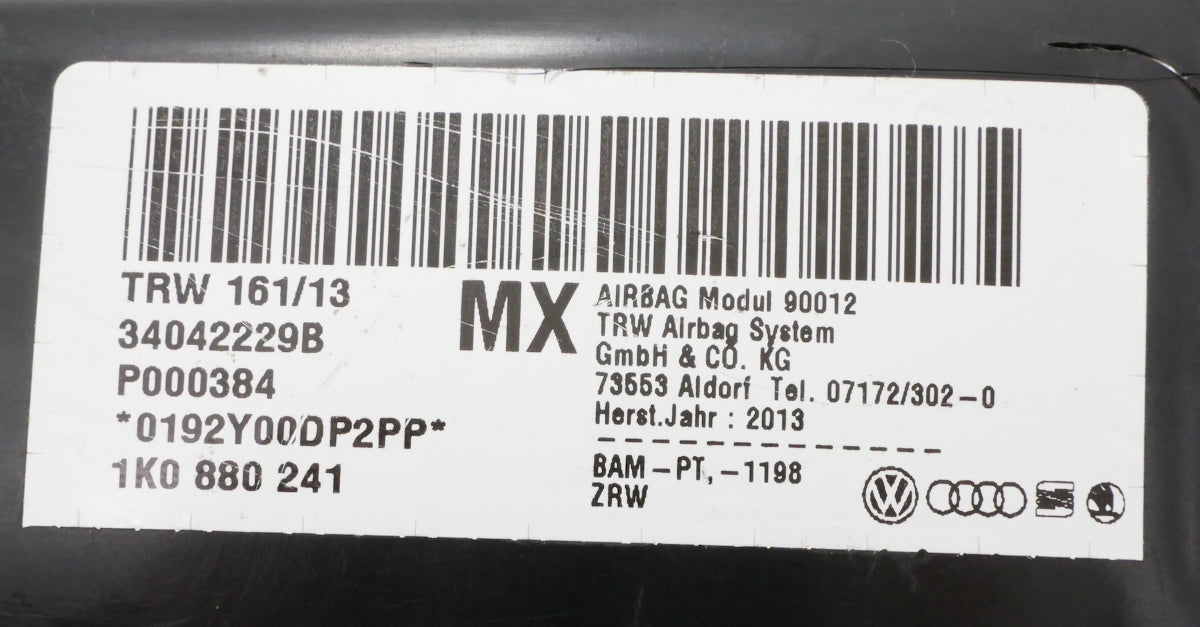 TRW 161/13
34042229B
P000384
*0192Y00DP2PP*
1K0 880 241
MX
AIRBAG Modul 90012
TRW Airbag System
GmbH & CO. KG
73553 Aldorf Tel. 07172/302-0
Herst.Jahr : 2013
- - - - - - - - - - - - - -
BAM-PT,-1198
ZRW